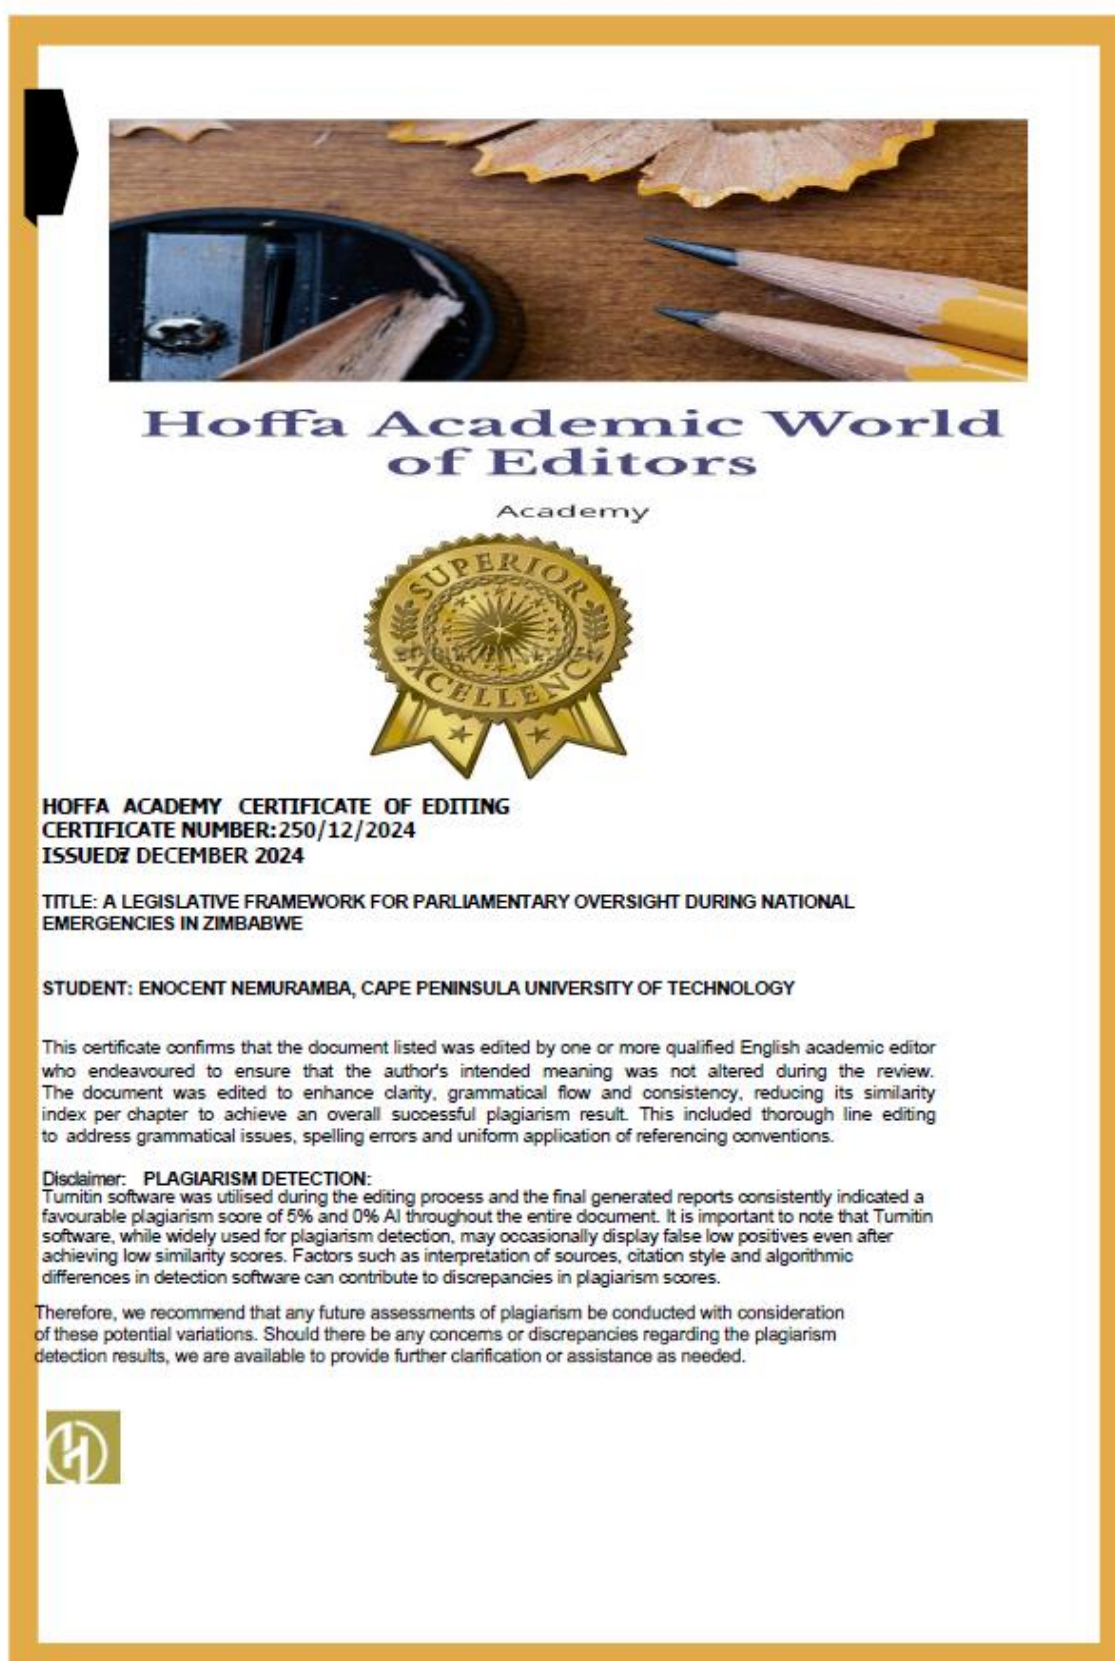 Hoffa Academic World
of Editors
Academy
SUPERIOR
EXCELLENCE
HOFFA ACADEMY CERTIFICATE OF EDITING
CERTIFICATE NUMBER:250/12/2024
ISSUED7 DECEMBER 2024
TITLE: A LEGISLATIVE FRAMEWORK FOR PARLIAMENTARY OVERSIGHT DURING NATIONAL
EMERGENCIES IN ZIMBABWE
STUDENT: ENOCENT NEMURAMBA, CAPE PENINSULA UNIVERSITY OF TECHNOLOGY
This certificate confirms that the document listed was edited by one or more qualified English academic editor
who endeavoured to ensure that the author's intended meaning was not altered during the review.
The document was edited to enhance clarity, grammatical flow and consistency, reducing its similarity
index per chapter to achieve an overall successful plagiarism result. This included thorough line editing
to address grammatical issues, spelling errors and uniform application of referencing conventions.
Disclaimer: PLAGIARISM DETECTION:
Turnitin software was utilised during the editing process and the final generated reports consistently indicated a
favourable plagiarism score of 5% and 0% AI throughout the entire document. It is important to note that Turnitin
software, while widely used for plagiarism detection, may occasionally display false low positives even after
achieving low similarity scores. Factors such as interpretation of sources, citation style and algorithmic
differences in detection software can contribute to discrepancies in plagiarism scores.
Therefore, we recommend that any future assessments of plagiarism be conducted with consideration
of these potential variations. Should there be any concerns or discrepancies regarding the plagiarism
detection results, we are available to provide further clarification or assistance as needed.